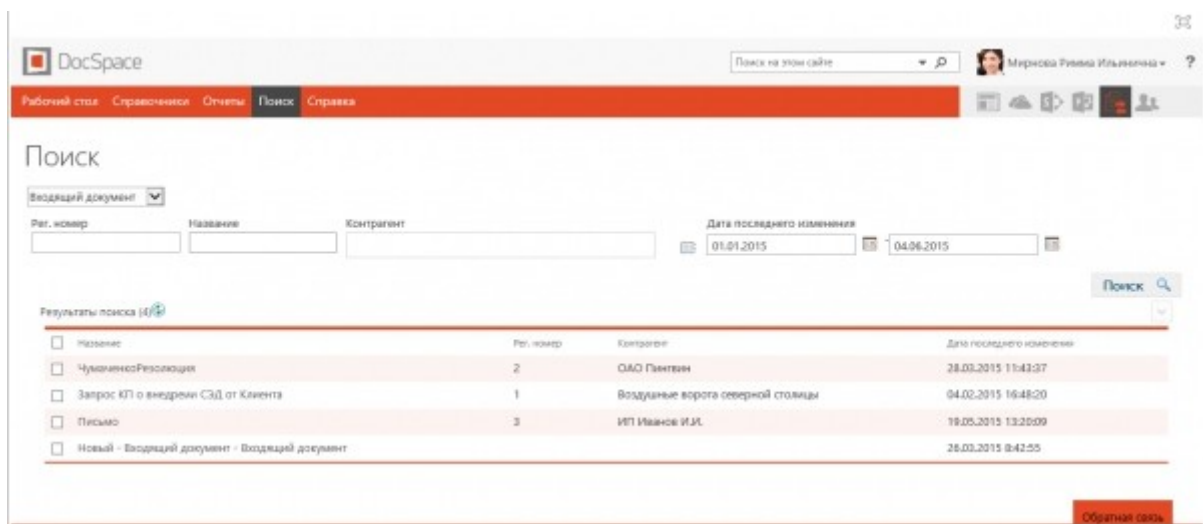 DocSpace
Поиск на этом сайте
Миркова Римма Ильинична
?
Рабочий стол Справочники Отчеты Поиск Справка
Поиск
Входящий документ
Рег. номер Название Контрагент Дата последнего изменения
01.01.2015 - 04.06.2015
Поиск
Результаты поиска (4)
Название Рег. номер Контрагент Дата последнего изменения
ЧумаченкоРезолюция 2 ОАО Пингвин 28.03.2015 11:43:37
Запрос КП о внедреии СЭД от Клиента 1 Воздушные ворота северной столицы 04.02.2015 16:48:20
Письмо 3 ИП Иванов И.И. 19.05.2015 13:20:09
Новый - Входящий документ - Входящий документ 26.03.2015 8:42:55
Обратная связь